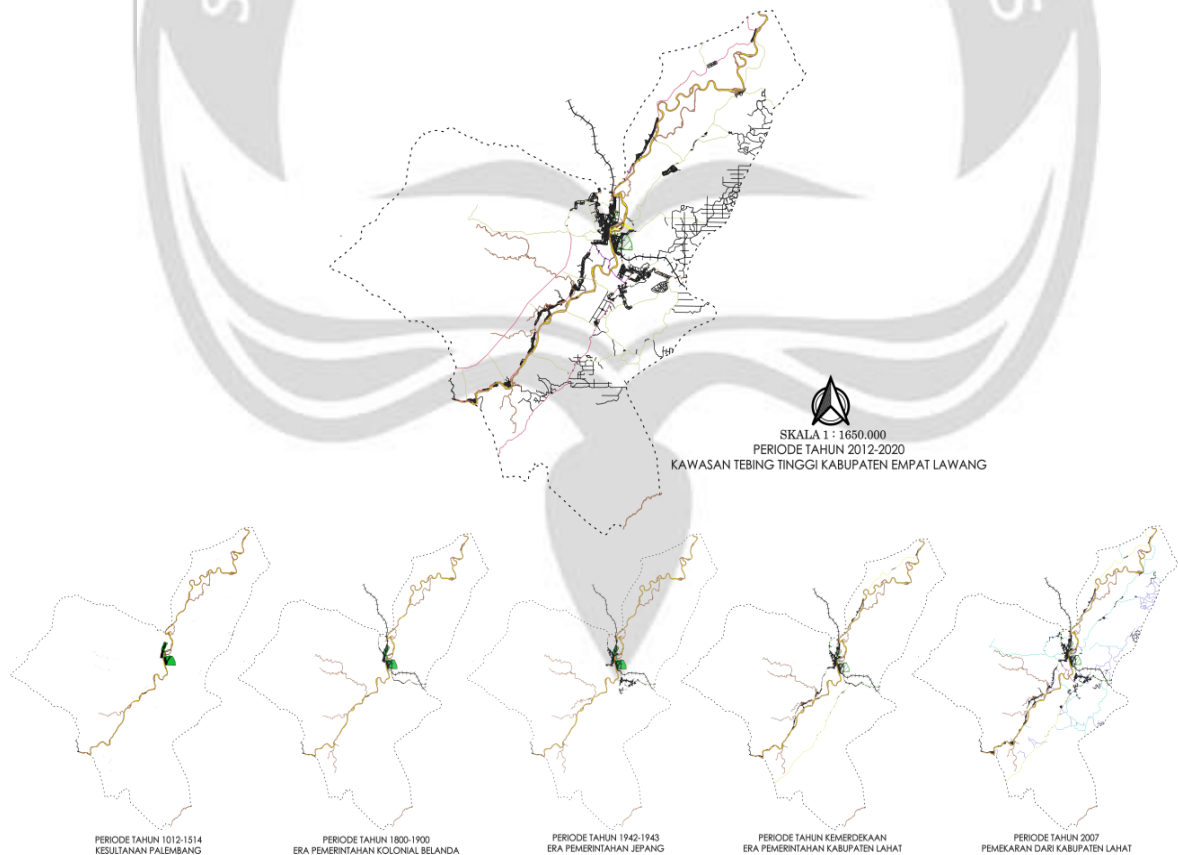 SKALA 1 : 1650.000
PERIODE TAHUN 2012-2020
KAWASAN TEBING TINGGI KABUPATEN EMPAT LAWANG
PERIODE TAHUN 1012-1514
KESULTANAN PALEMBANG
PERIODE TAHUN 1800-1900
ERA PEMERINTAHAN KOLONIAL BELANDA
PERIODE TAHUN 1942-1943
ERA PEMERINTAHAN JEPANG
PERIODE TAHUN KEMERDEKAAN
ERA PEMERINTAHAN KABUPATEN LAHAT
PERIODE TAHUN 2007
PEMEKARAN DARI KABUPATEN LAHAT